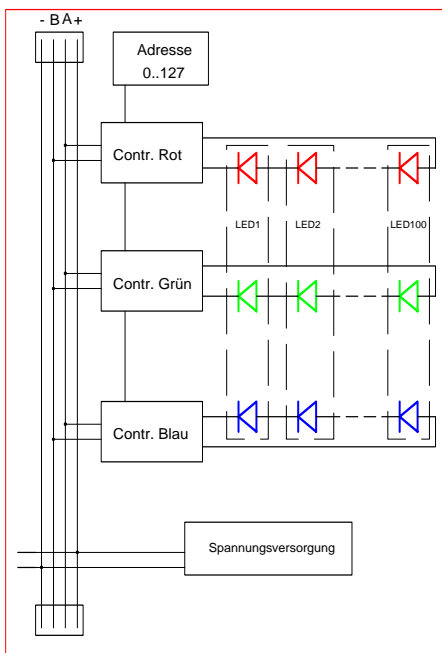 - B A +
Adresse
0..127
Contr. Rot
LED1
LED2
LED100
Contr. Grün
Contr. Blau
Spannungsversorgung